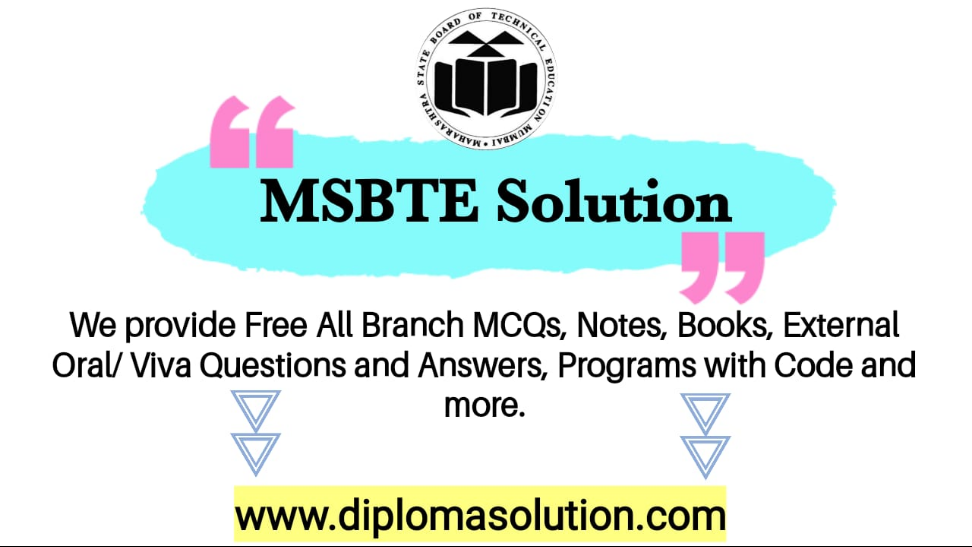 MAHARASHTRA STATE BOARD OF TECHNICAL EDUCATION MUMBAI
MSBTE Solution
We provide Free All Branch MCQs, Notes, Books, External
Oral/ Viva Questions and Answers, Programs with Code and
more.
www.diplomasolution.com